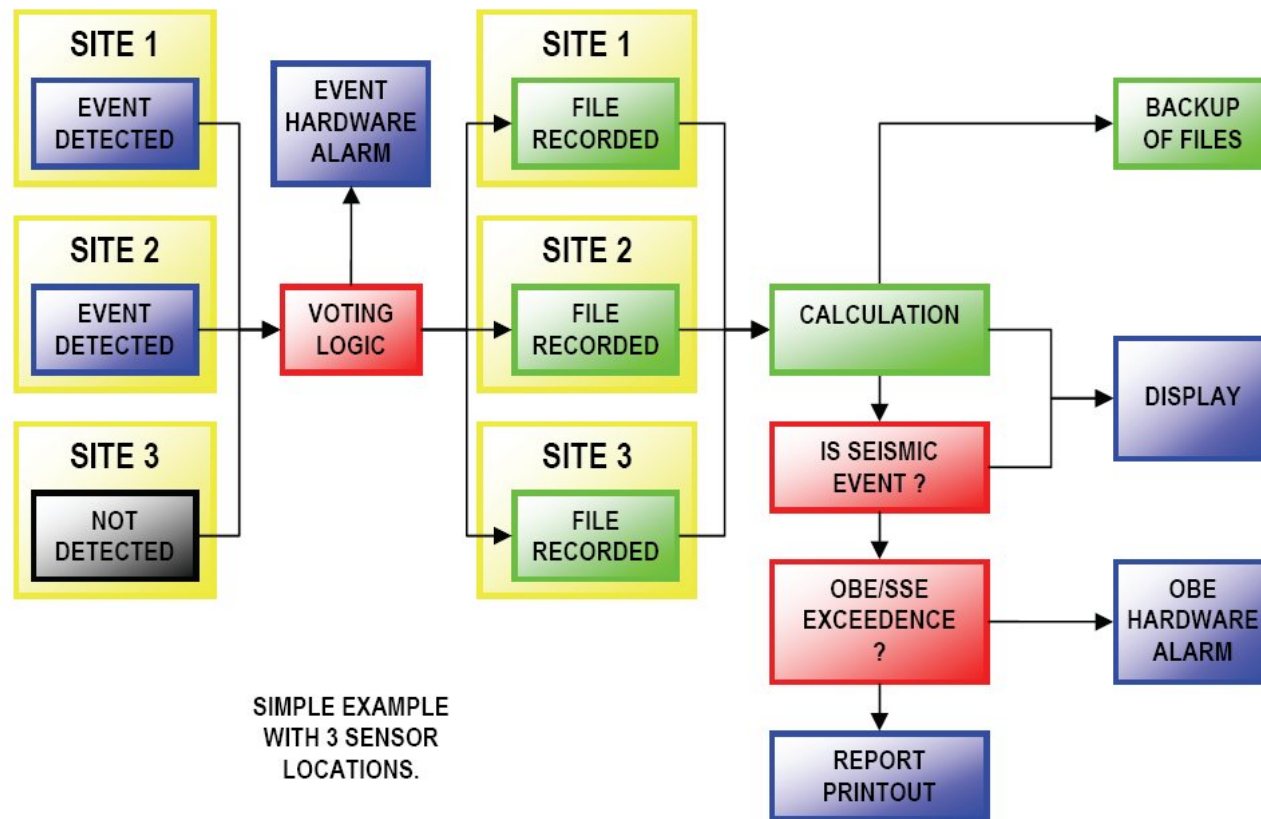 SITE 1
EVENT
DETECTED
SITE 2
EVENT
DETECTED
SITE 3
NOT
DETECTED
EVENT
HARDWARE
ALARM
VOTING
LOGIC
SITE 1
FILE
RECORDED
SITE 2
FILE
RECORDED
SITE 3
FILE
RECORDED
CALCULATION
IS SEISMIC
EVENT ?
OBE/SSE
EXCEEDENCE
?
REPORT
PRINTOUT
BACKUP
OF FILES
DISPLAY
OBE
HARDWARE
ALARM
SIMPLE EXAMPLE
WITH 3 SENSOR
LOCATIONS.